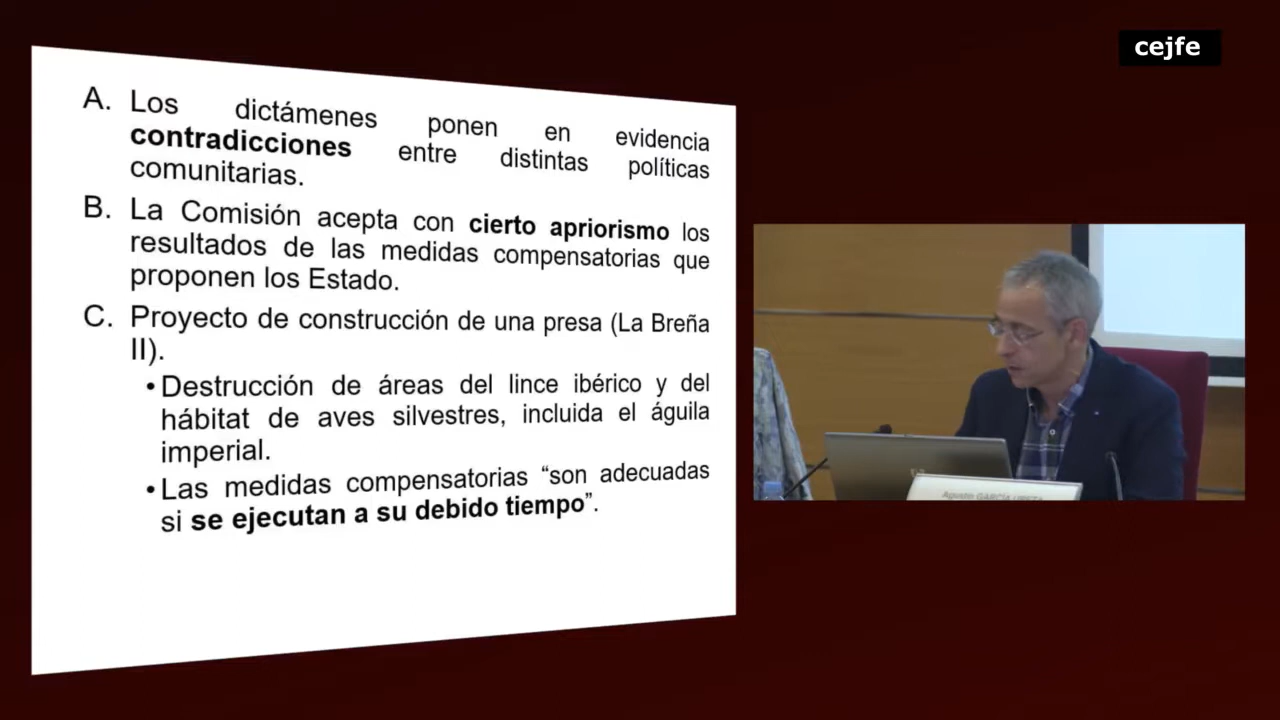 cejfe
A. Los dictámenes ponen en evidencia
contradicciones entre distintas políticas
comunitarias.
B. La Comisión acepta con cierto apriorismo los
resultados de las medidas compensatorias que
proponen los Estado.
C. Proyecto de construcción de una presa (La Breña
II).
•Destrucción de áreas del lince ibérico y del
hábitat de aves silvestres, incluida el águila
imperial.
•Las medidas compensatorias “son adecuadas
si se ejecutan a su debido tiempo”.
Agustín GARCÍA URETA